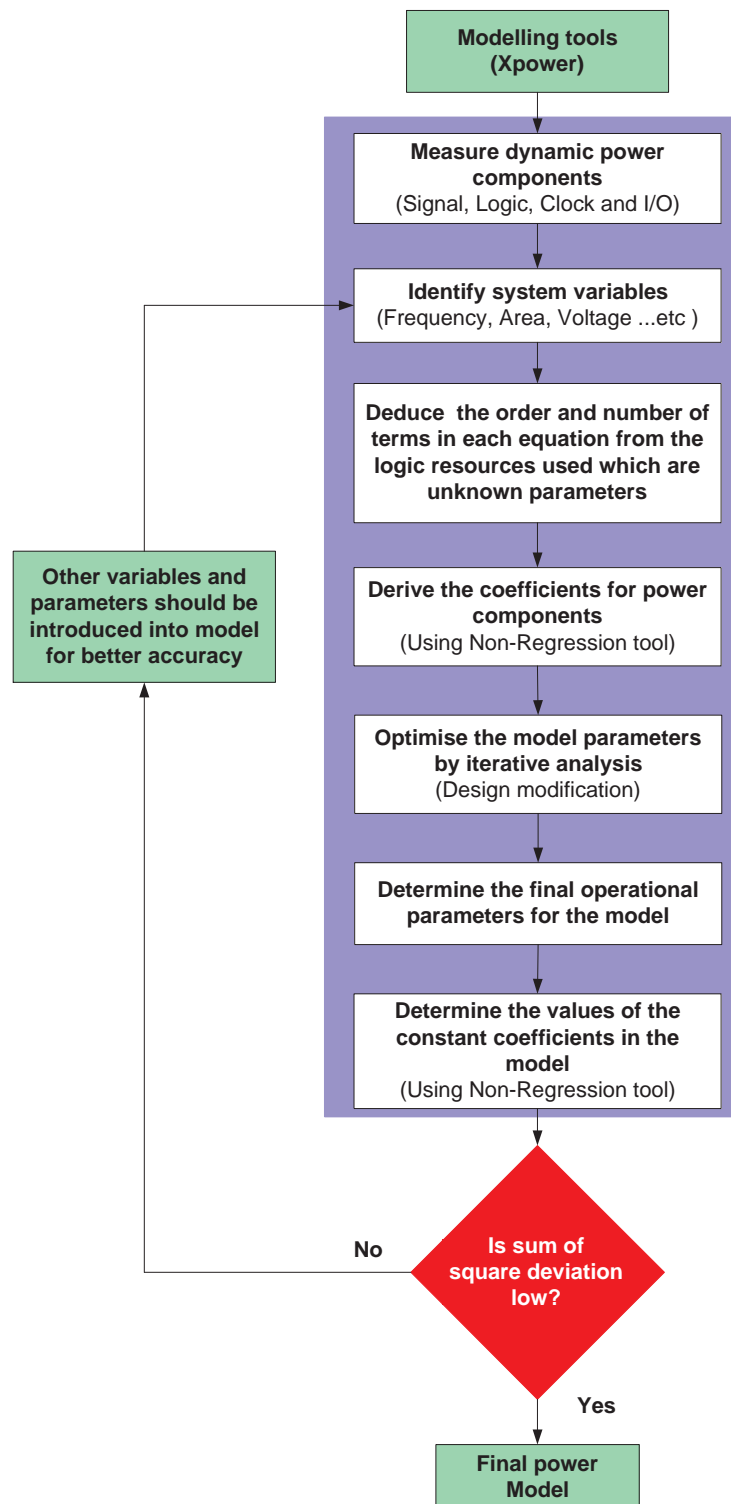 Modelling tools
(Xpower)
Measure dynamic power
components
(Signal, Logic, Clock and I/O)
Identify system variables
(Frequency, Area, Voltage ...etc )
Deduce the order and number of
terms in each equation from the
logic resources used which are
unknown parameters
Other variables and
parameters should be
introduced into model
for better accuracy
Derive the coefficients for power
components
(Using Non-Regression tool)
Optimise the model parameters
by iterative analysis
(Design modification)
Determine the final operational
parameters for the model
Determine the values of the
constant coefficients in the
model
(Using Non-Regression tool)
No
Is sum of
square deviation
low?
Yes
Final power
Model